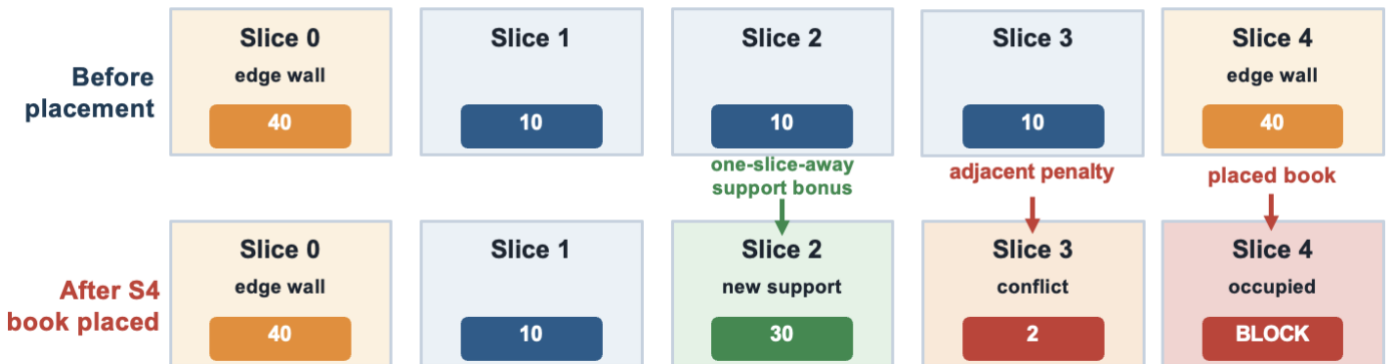 Before
placement
Slice 0
edge wall
40
Slice 1
10
Slice 2
10
Slice 3
10
Slice 4
edge wall
40
one-slice-away
support bonus
adjacent penalty
placed book
After S4
book placed
Slice 0
edge wall
40
Slice 1
10
Slice 2
new support
30
Slice 3
conflict
2
Slice 4
occupied
BLOCK